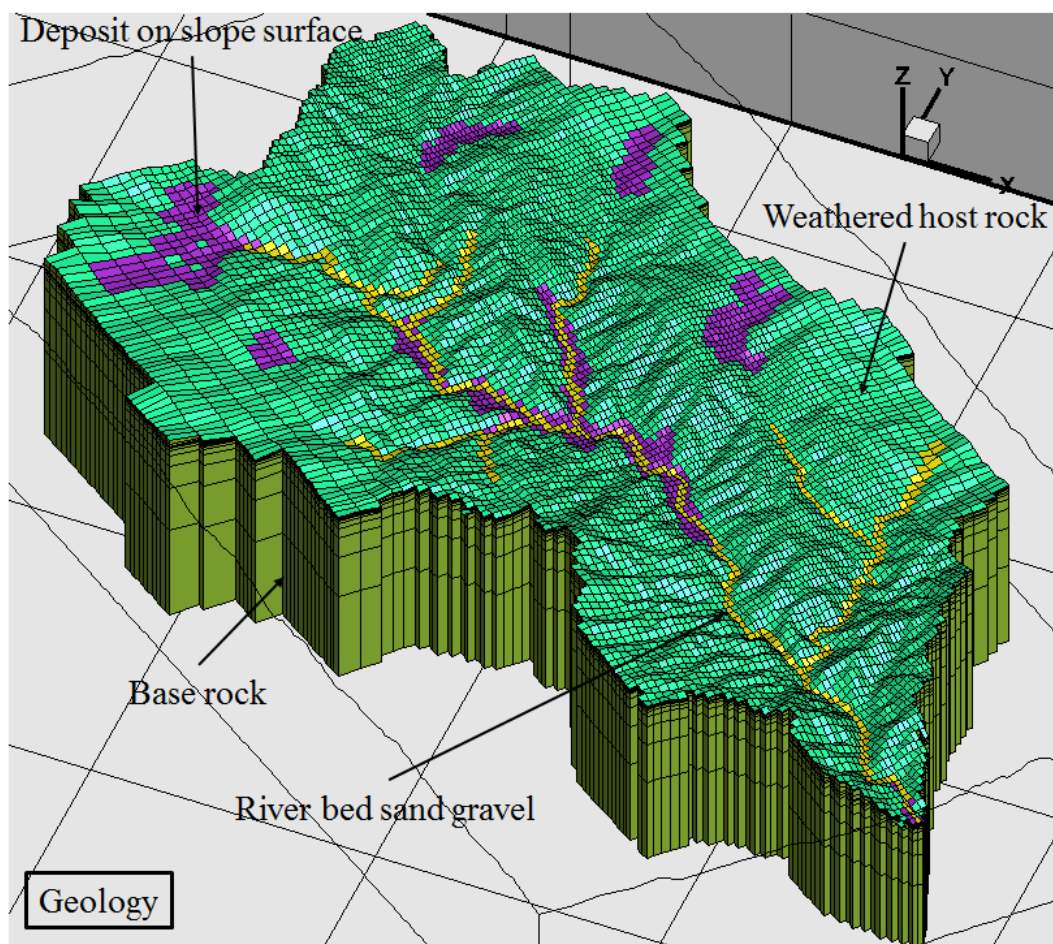 Deposit on slope surface
Z
Y
X
Weathered host rock
Base rock
River bed sand gravel
Geology